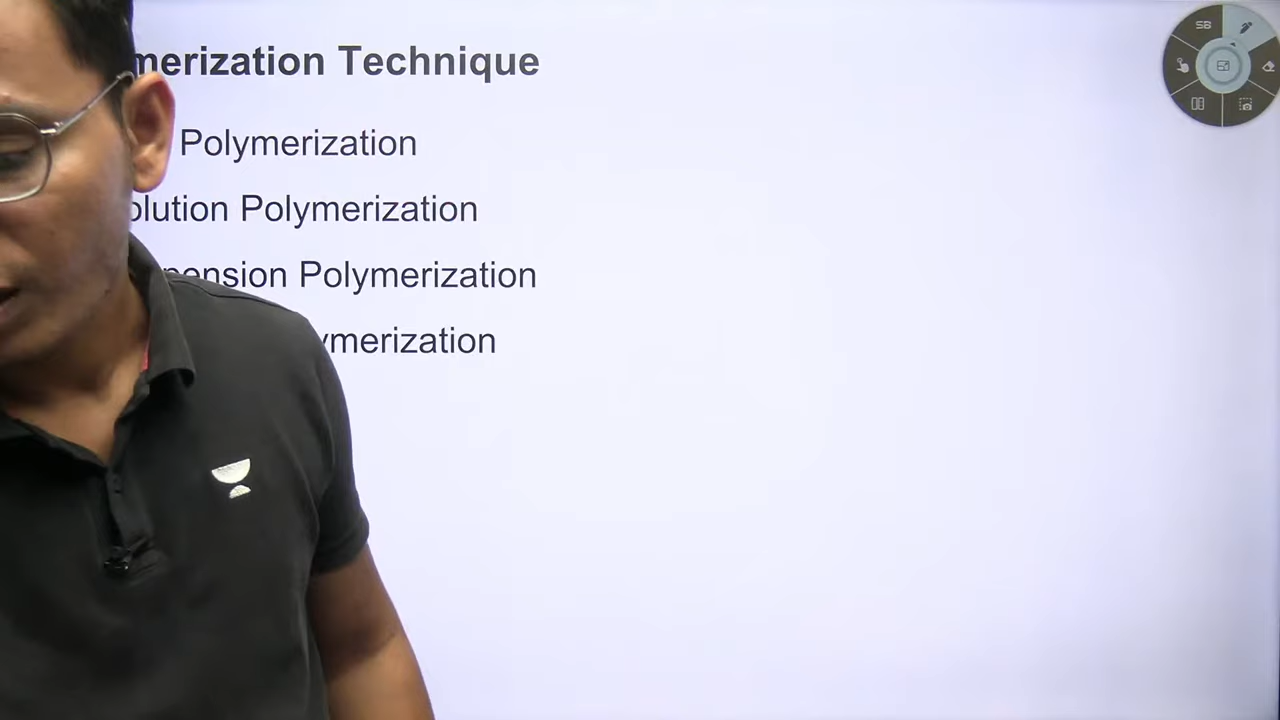 merization Technique
Polymerization
olution Polymerization
pension Polymerization
ymerization
SB